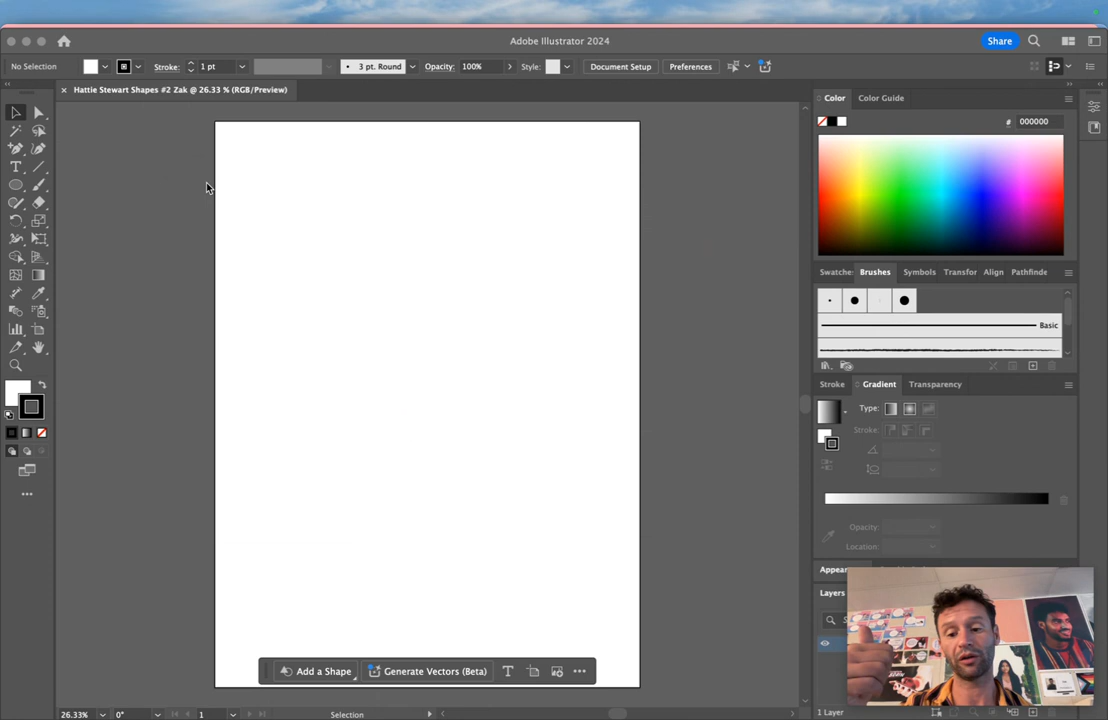 Adobe Illustrator 2024
Share
No Selection
Stroke:
1 pt
3 pt. Round
Opacity:
100%
Style:
Document Setup
Preferences
Hattie Stewart Shapes #2 Zak @ 26.33 % (RGB/Preview)
Color
Color Guide
#
000000
Swatche
Brushes
Symbols
Transfor
Align
Pathfinde
Basic
Stroke
Gradient
Transparency
Type:
Stroke:
Opacity:
Location:
Appear
Layers
Add a Shape
Generate Vectors (Beta)
26.33%
0°
1
Selection
1 Layer